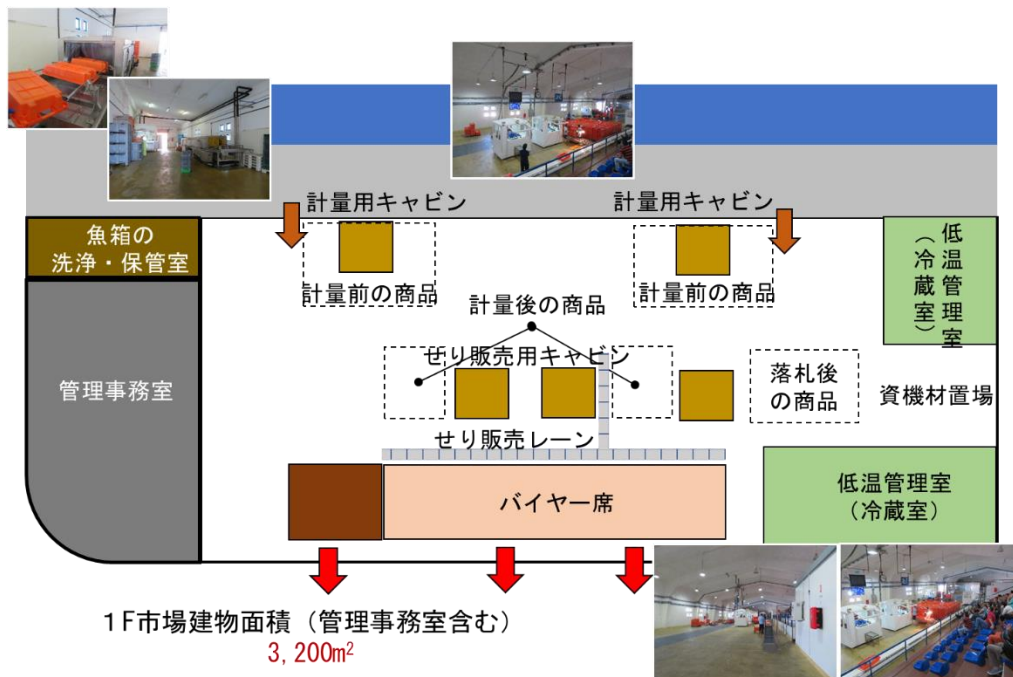 計量用キャビン
計量用キャビン
魚箱の
洗浄・保管室
計量前の商品
計量前の商品
低温管理室
（冷蔵室）
計量後の商品
せり販売用キャビン
管理事務室
落札後
の商品
資機材置場
せり販売レーン
バイヤー席
低温管理室
（冷蔵室）
１F市場建物面積（管理事務室含む）
3,200m²